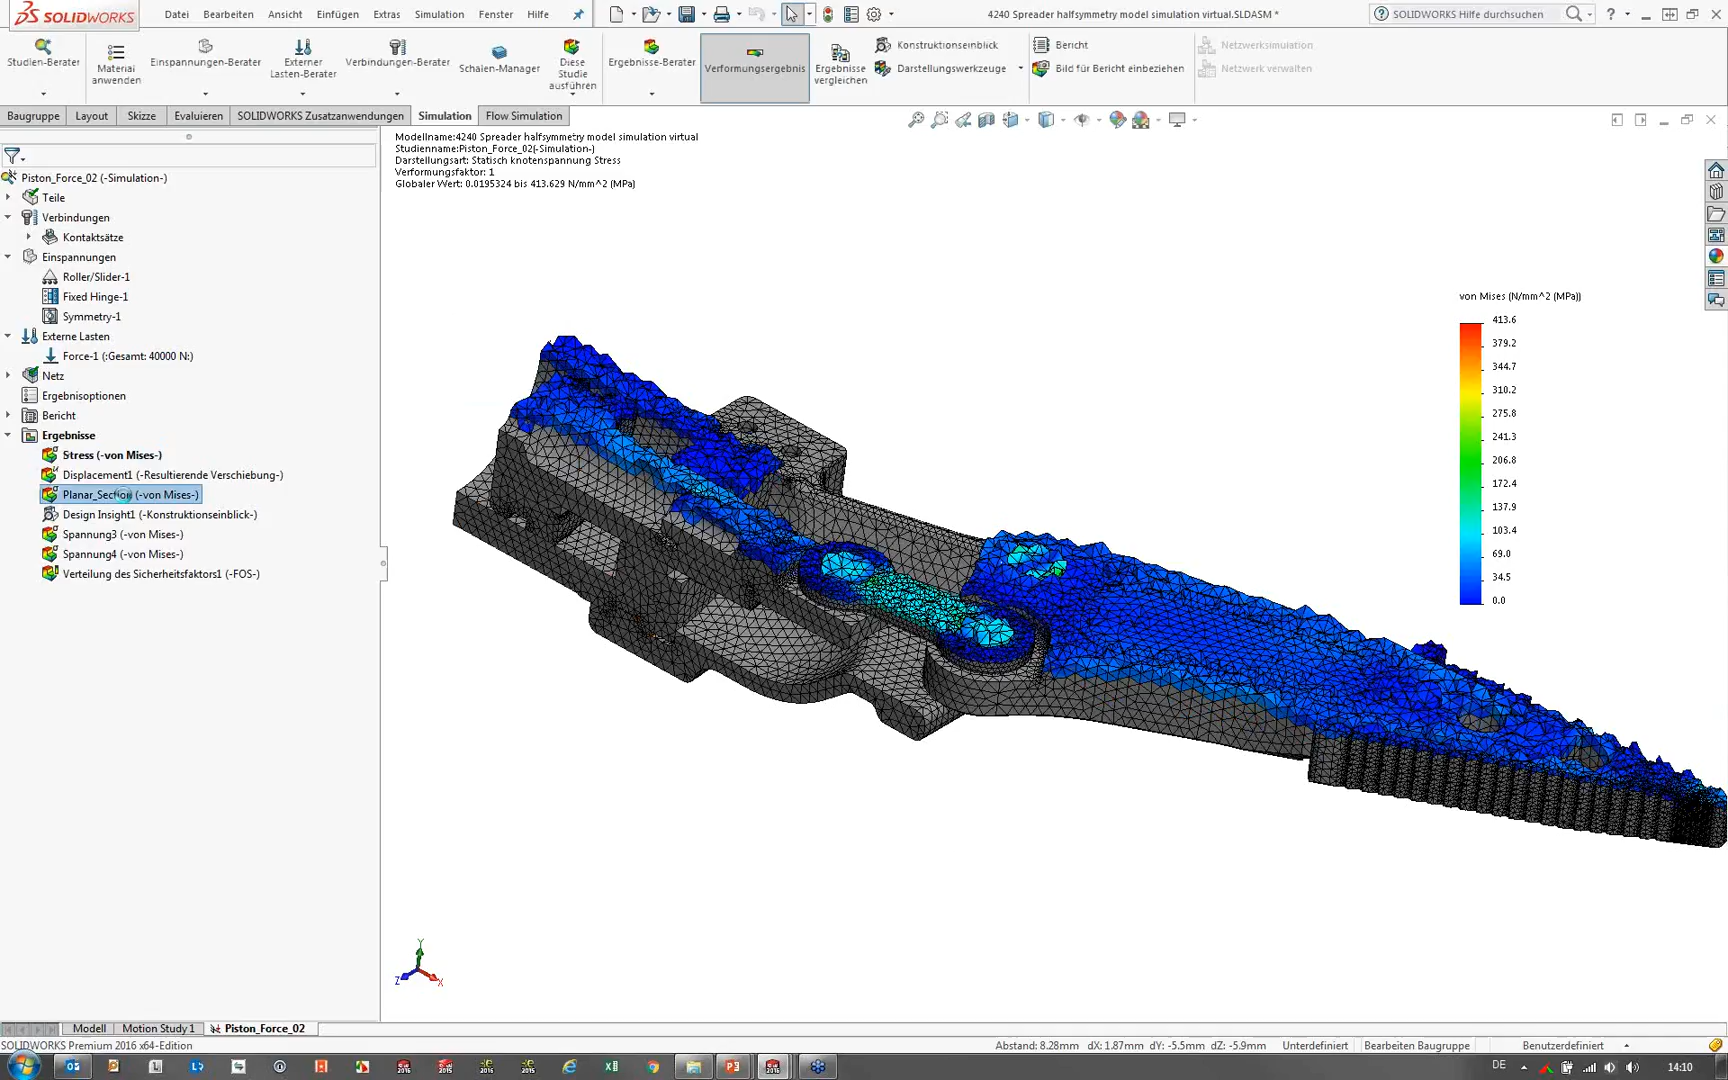 SOLIDWORKS
Datei Bearbeiten Ansicht Einfügen Extras Simulation Fenster Hilfe
4240 Spreader halfsymmetry model simulation virtual.SLDASM *
SOLIDWORKS Hilfe durchsuchen
Studien-Berater
Material anwenden
Einspannungen-Berater
Externer Lasten-Berater
Verbindungen-Berater
Schalen-Manager
Diese Studie ausführen
Ergebnisse-Berater
Verformungsergebnis
Ergebnisse vergleichen
Konstruktionseinblick
Darstellungswerkzeuge
Bericht
Bild für Bericht einbeziehen
Netzwerksimulation
Netzwerk verwalten
Baugruppe Layout Skizze Evaluieren SOLIDWORKS Zusatzanwendungen Simulation Flow Simulation
Modellname:4240 Spreader halfsymmetry model simulation virtual
Studienname:Piston_Force_02(-Simulation-)
Darstellungsart: Statisch knotenspannung Stress
Verformungsfaktor: 1
Globaler Wert: 0.0195324 bis 413.629 N/mm^2 (MPa)
Piston_Force_02 (-Simulation-)
Teile
Verbindungen
Kontaktsätze
Einspannungen
Roller/Slider-1
Fixed Hinge-1
Symmetry-1
Externe Lasten
Force-1 (:Gesamt: 40000 N:)
Netz
Ergebnisoptionen
Bericht
Ergebnisse
Stress (-von Mises-)
Displacement1 (-Resultierende Verschiebung-)
Planar_Section (-von Mises-)
Design Insight1 (-Konstruktionseinblick-)
Spannung3 (-von Mises-)
Spannung4 (-von Mises-)
Verteilung des Sicherheitsfaktors1 (-FOS-)
von Mises (N/mm^2 (MPa))
413.6
379.2
344.7
310.2
275.8
241.3
206.8
172.4
137.9
103.4
69.0
34.5
0.0
Y
Z
X
Modell Motion Study 1 Piston_Force_02
SOLIDWORKS Premium 2016 x64-Edition
Abstand: 8.28mm dX: 1.87mm dY: -5.5mm dZ: -5.9mm Unterdefiniert Bearbeiten Baugruppe Benutzerdefiniert
DE
14:10